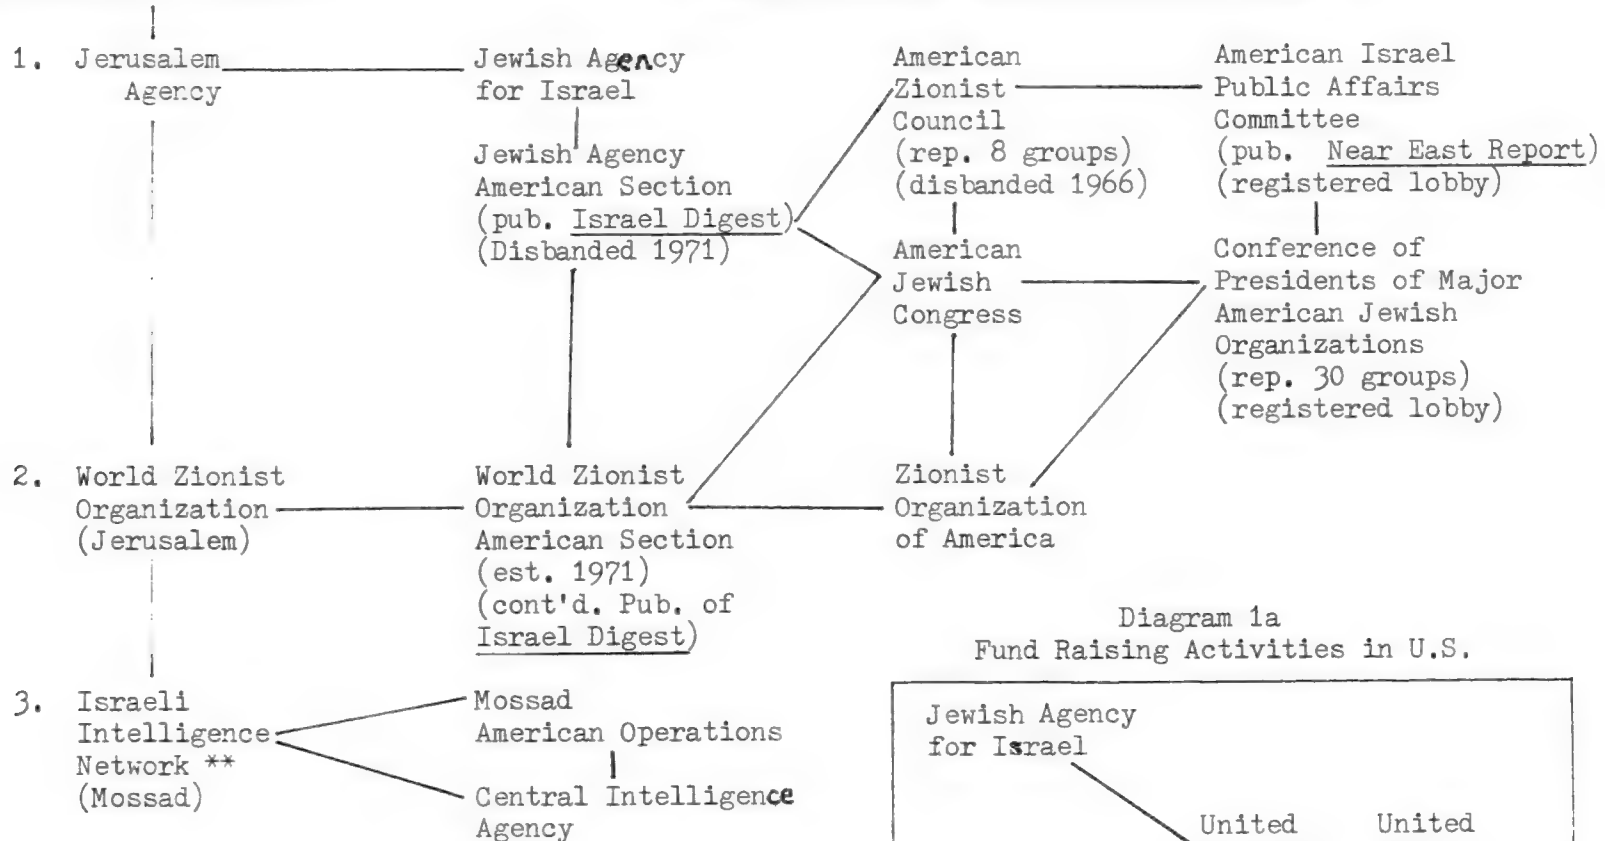 1. Jerusalem
Agency
Jewish Agency
for Israel
Jewish Agency
American Section
(pub. Israel Digest)
(Disbanded 1971)
American
Zionist
Council
(rep. 8 groups)
(disbanded 1966)
American
Jewish
Congress
American Israel
Public Affairs
Committee
(pub. Near East Report)
(registered lobby)
Conference of
Presidents of Major
American Jewish
Organizations
(rep. 30 groups)
(registered lobby)
2. World Zionist
Organization
(Jerusalem)
World Zionist
Organization
American Section
(est. 1971)
(cont'd. Pub. of
Israel Digest)
Zionist
Organization
of America
3. Israeli
Intelligence
Network **
(Mossad)
Mossad
American Operations
Central Intelligence
Agency
Diagram 1a
Fund Raising Activities in U.S.
Jewish Agency
for Israel
United
United